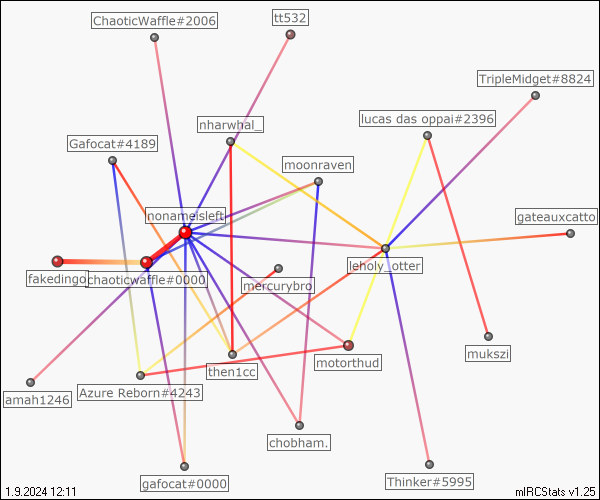 ChaoticWaffle#2006
tt532
TripleMidget#8824
lucas das oppai#2396
nharwhal_
Gafocat#4189
moonraven
nonameisleft
gateauxcatto
leholy_otter
fakedingo
chaoticwaffle#0000
mercurybro
mukszi
motorthud
then1cc
amah1246
Azure Reborn#4243
chobham.
gafocat#0000
Thinker#5995
1.9.2024 12:11
mIRCStats v1.25